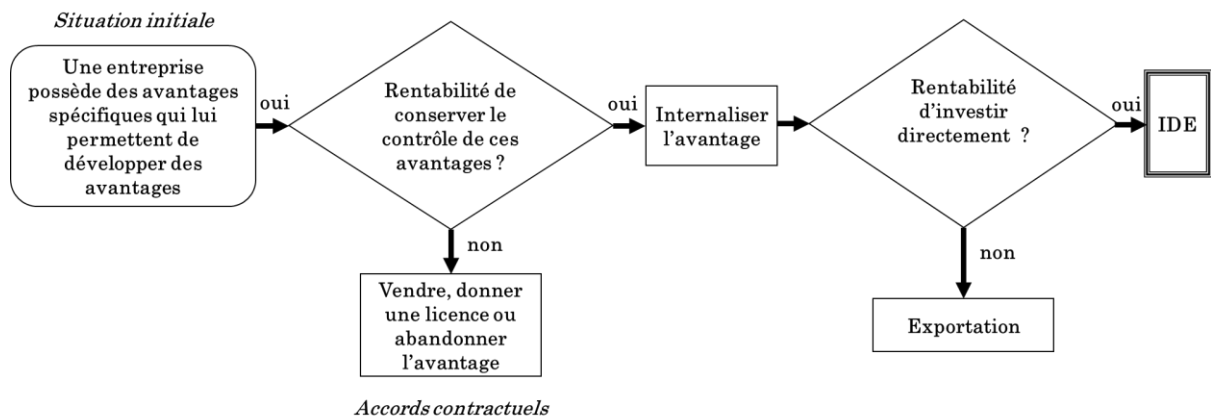 Situation initiale
Une entreprise
possède des avantages
spécifiques qui lui
permettent de
développer des
avantages
oui
Rentabilité de
conserver le
contrôle de ces
avantages ?
oui
Internaliser
l’avantage
Rentabilité
d’investir
directement ?
oui
IDE
non
Vendre, donner
une licence ou
abandonner
l’avantage
Accords contractuels
non
Exportation